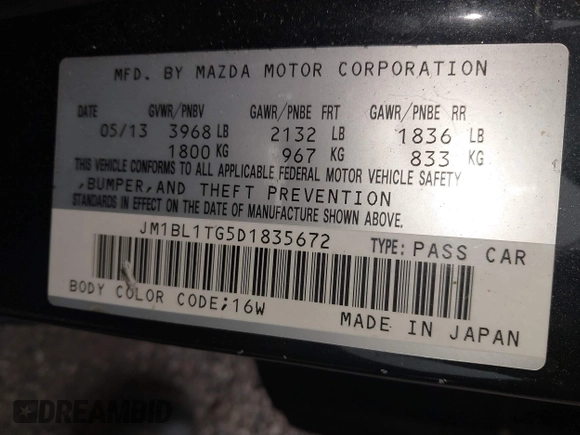 MFD. BY MAZDA MOTOR CORPORATION
DATE GVWR/PNBV GAWR/PNBE FRT GAWR/PNBE RR
05/13 3968 LB 2132 LB 1836 LB
1800 KG 967 KG 833 KG
THIS VEHICLE CONFORMS TO ALL APPLICABLE FEDERAL MOTOR VEHICLE SAFETY
,BUMPER,AND THEFT PREVENTION
STANDARDS IN EFFECT ON THE DATE OF MANUFACTURE SHOWN ABOVE.
JM1BL1TG5D1835672 TYPE: PASS CAR
BODY COLOR CODE;16W
MADE IN JAPAN
DREAMBID